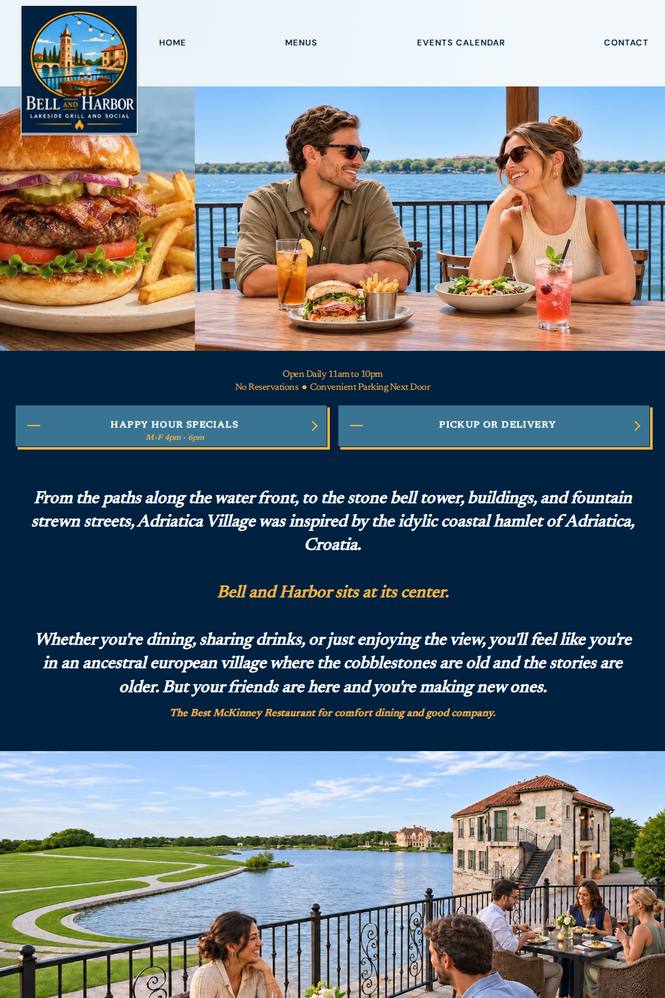 BELL AND HARBOR
LAKESIDE GRILL AND SOCIAL
HOME
MENUS
EVENTS CALENDAR
CONTACT
Open Daily 11am to 10pm
No Reservations ● Convenient Parking Next Door
HAPPY HOUR SPECIALS
M-F 4pm - 6pm
PICKUP OR DELIVERY
From the paths along the water front, to the stone bell tower, buildings, and fountain
strewn streets, Adriatica Village was inspired by the idylic coastal hamlet of Adriatica,
Croatia.
Bell and Harbor sits at its center.
Whether you're dining, sharing drinks, or just enjoying the view, you'll feel like you're
in an ancestral european village where the cobblestones are old and the stories are
older. But your friends are here and you're making new ones.
The Best McKinney Restaurant for comfort dining and good company.